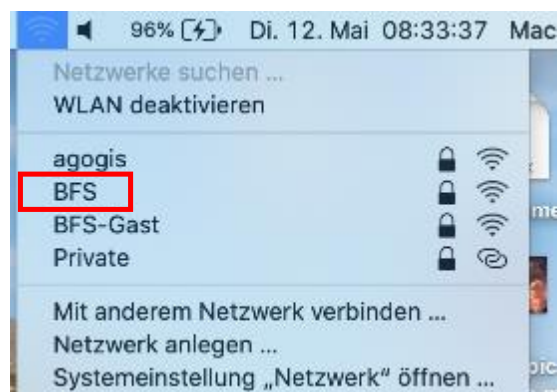 96% Di. 12. Mai 08:33:37 Mac
Netzwerke suchen ...
WLAN deaktivieren
agogis
BFS
BFS-Gast
Private
Mit anderem Netzwerk verbinden ...
Netzwerk anlegen ...
Systemeinstellung „Netzwerk“ öffnen ...